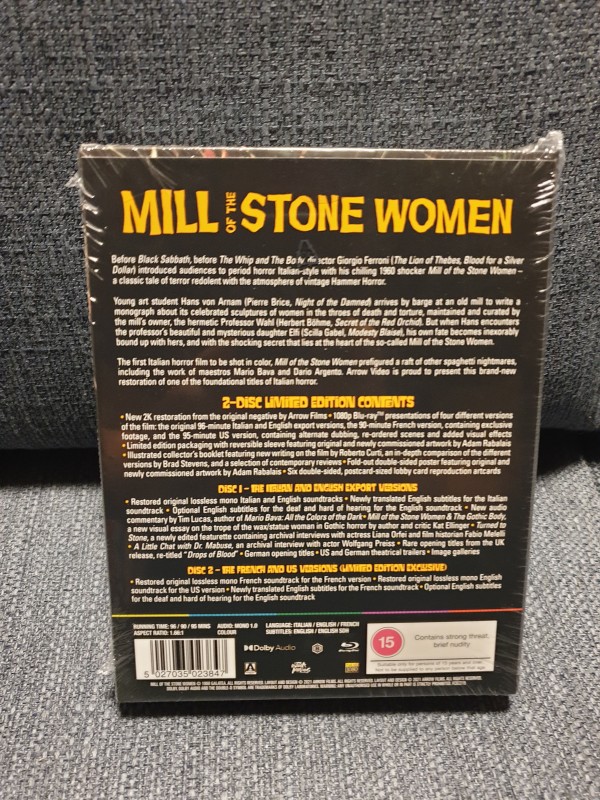 MILL OF THE STONE WOMEN
Before Black Sabbath, before The Whip and The Body, director Giorgio Ferroni (The Lion of Thebes, Blood for a Silver
Dollar) introduced audiences to period horror Italian-style with his chilling 1960 shocker Mill of the Stone Women –
a classic tale of terror redolent with the atmosphere of vintage Hammer Horror.
Young art student Hans von Arnam (Pierre Brice, Night of the Damned) arrives by barge at an old mill to write a
monograph about its celebrated sculptures of women in the throes of death and torture, maintained and curated by
the mill's owner, the hermetic Professor Wahl (Herbert Böhme, Secret of the Red Orchid). But when Hans encounters
the professor's beautiful and mysterious daughter Elfi (Scilla Gabel, Modesty Blaise), his own fate becomes inexorably
bound up with hers, and with the shocking secret that lies at the heart of the so-called Mill of the Stone Women.
The first Italian horror film to be shot in color, Mill of the Stone Women prefigured a raft of other spaghetti nightmares,
including the work of maestros Mario Bava and Dario Argento. Arrow Video is proud to present this brand-new
restoration of one of the foundational titles of Italian horror.
2-DISC LIMITED EDITION CONTENTS
• New 2K restoration from the original negative by Arrow Films • 1080p Blu-ray™ presentations of four different versions
of the film: the original 96-minute Italian and English export versions, the 90-minute French version, containing exclusive
footage, and the 95-minute US version, containing alternate dubbing, re-ordered scenes and added visual effects
• Limited edition packaging with reversible sleeve featuring original and newly commissioned artwork by Adam Rabalais
• Illustrated collector's booklet featuring new writing on the film by Roberto Curti, an in-depth comparison of the different
versions by Brad Stevens, and a selection of contemporary reviews • Fold-out double-sided poster featuring original and
newly commissioned artwork by Adam Rabalais • Six double-sided, postcard-sized lobby card reproduction artcards
DISC 1 – THE ITALIAN AND ENGLISH EXPORT VERSIONS
• Restored original lossless mono Italian and English soundtracks • Newly translated English subtitles for the Italian
soundtrack • Optional English subtitles for the deaf and hard of hearing for the English soundtrack • New audio
commentary by Tim Lucas, author of Mario Bava: All the Colors of the Dark • Mill of the Stone Women & The Gothic Body,
a new visual essay on the trope of the wax/statue woman in Gothic horror by author and critic Kat Ellinger • Turned to
Stone, a newly edited featurette containing archival interviews with actress Liana Orfei and film historian Fabio Melelli
• A Little Chat with Dr. Mabuse, an archival interview with actor Wolfgang Preiss • Rare opening titles from the UK
release, re-titled "Drops of Blood" • German opening titles • US and German theatrical trailers • Image galleries
DISC 2 – THE FRENCH AND US VERSIONS (LIMITED EDITION EXCLUSIVE)
• Restored original lossless mono French soundtrack for the French version • Restored original lossless mono English
soundtrack for the US version • Newly translated English subtitles for the French soundtrack • Optional English subtitles
for the deaf and hard of hearing for the English soundtrack
RUNNING TIME: 96 / 90 / 95 MINS AUDIO: MONO 1.0 LANGUAGE: ITALIAN / ENGLISH / FRENCH
ASPECT RATIO: 1.66:1 COLOUR SUBTITLES: ENGLISH / ENGLISH SDH
Dolby Audio
Blu-ray Disc
ARROW
5 027035 023847
15
Contains strong threat,
brief nudity
Suitable only for persons of 15 years and over.
Not to be supplied to any person below that age.